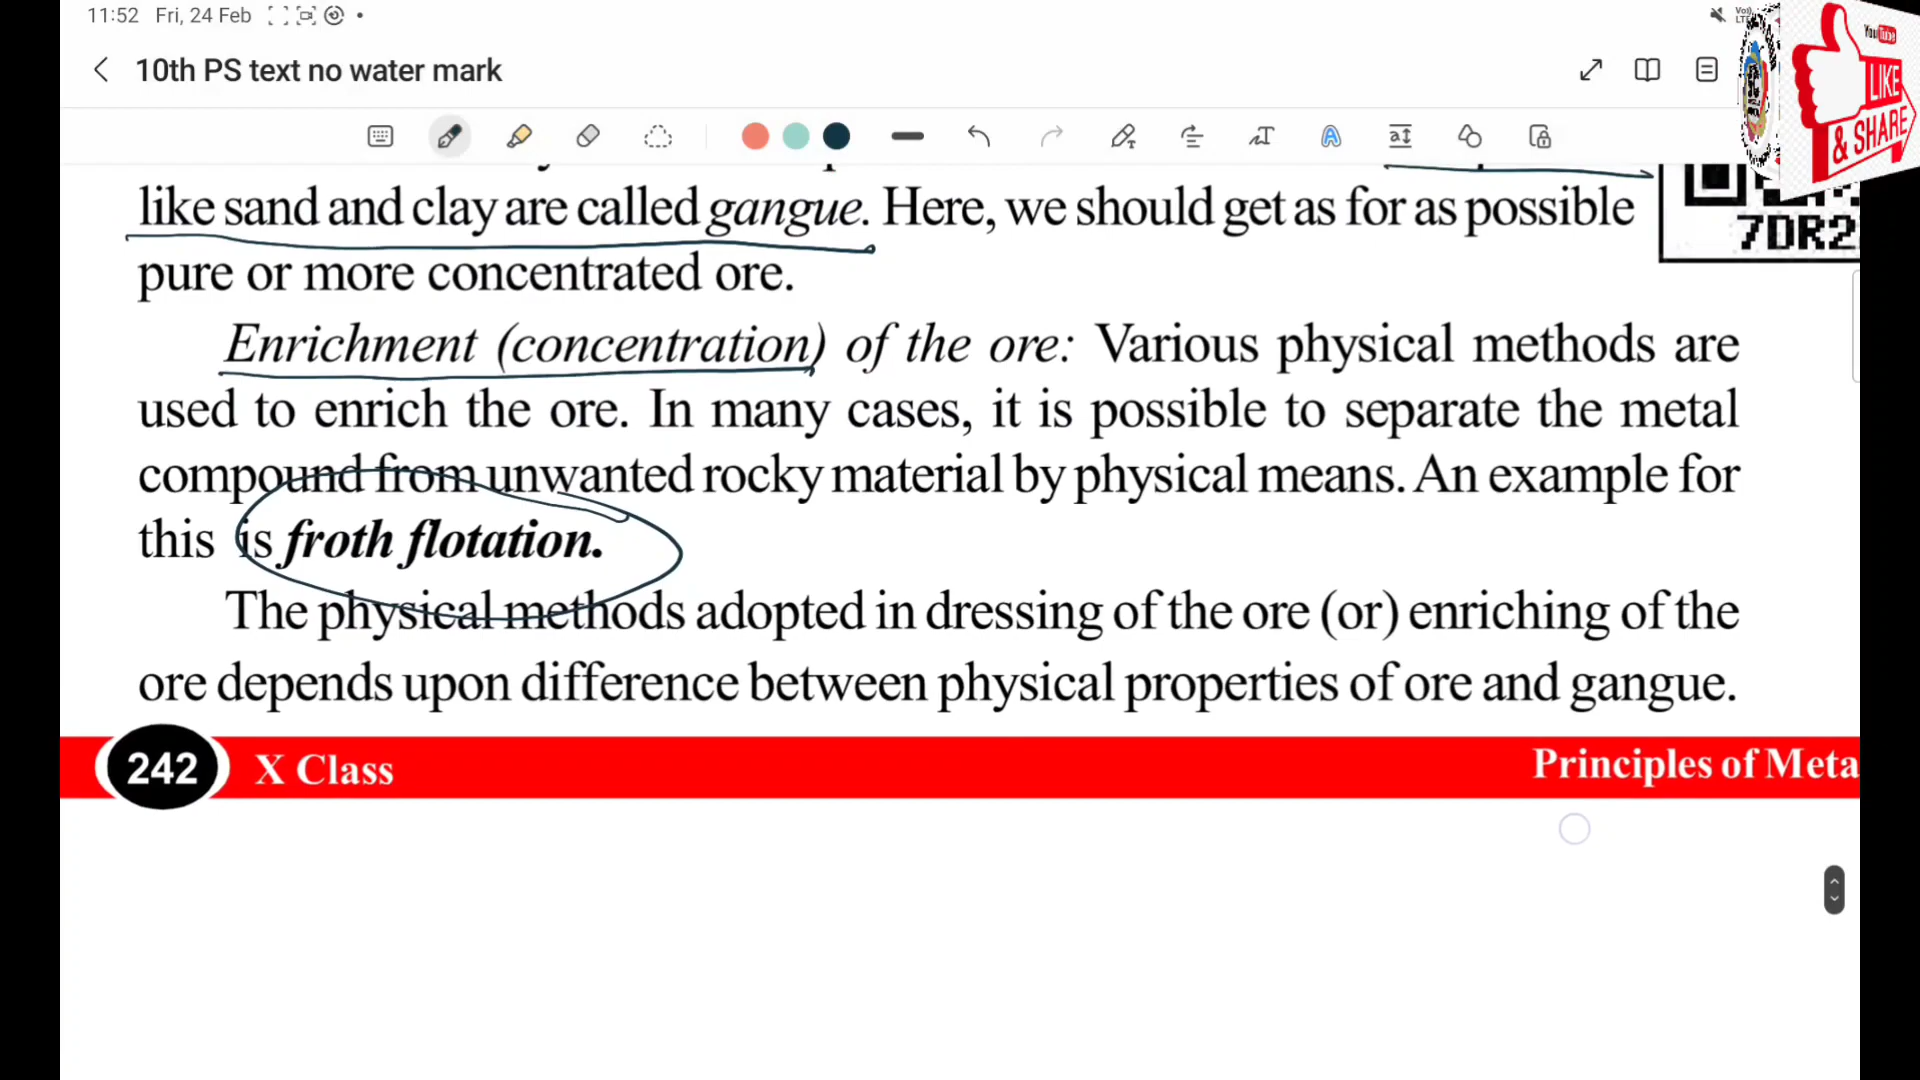 11:52 Fri, 24 Feb
10th PS text no water mark
You Tube
LIKE
& SHARE
like sand and clay are called gangue. Here, we should get as for as possible
7DR2
pure or more concentrated ore.
Enrichment (concentration) of the ore: Various physical methods are
used to enrich the ore. In many cases, it is possible to separate the metal
compound from unwanted rocky material by physical means. An example for
this is froth flotation.
The physical methods adopted in dressing of the ore (or) enriching of the
ore depends upon difference between physical properties of ore and gangue.
242 X Class Principles of Meta